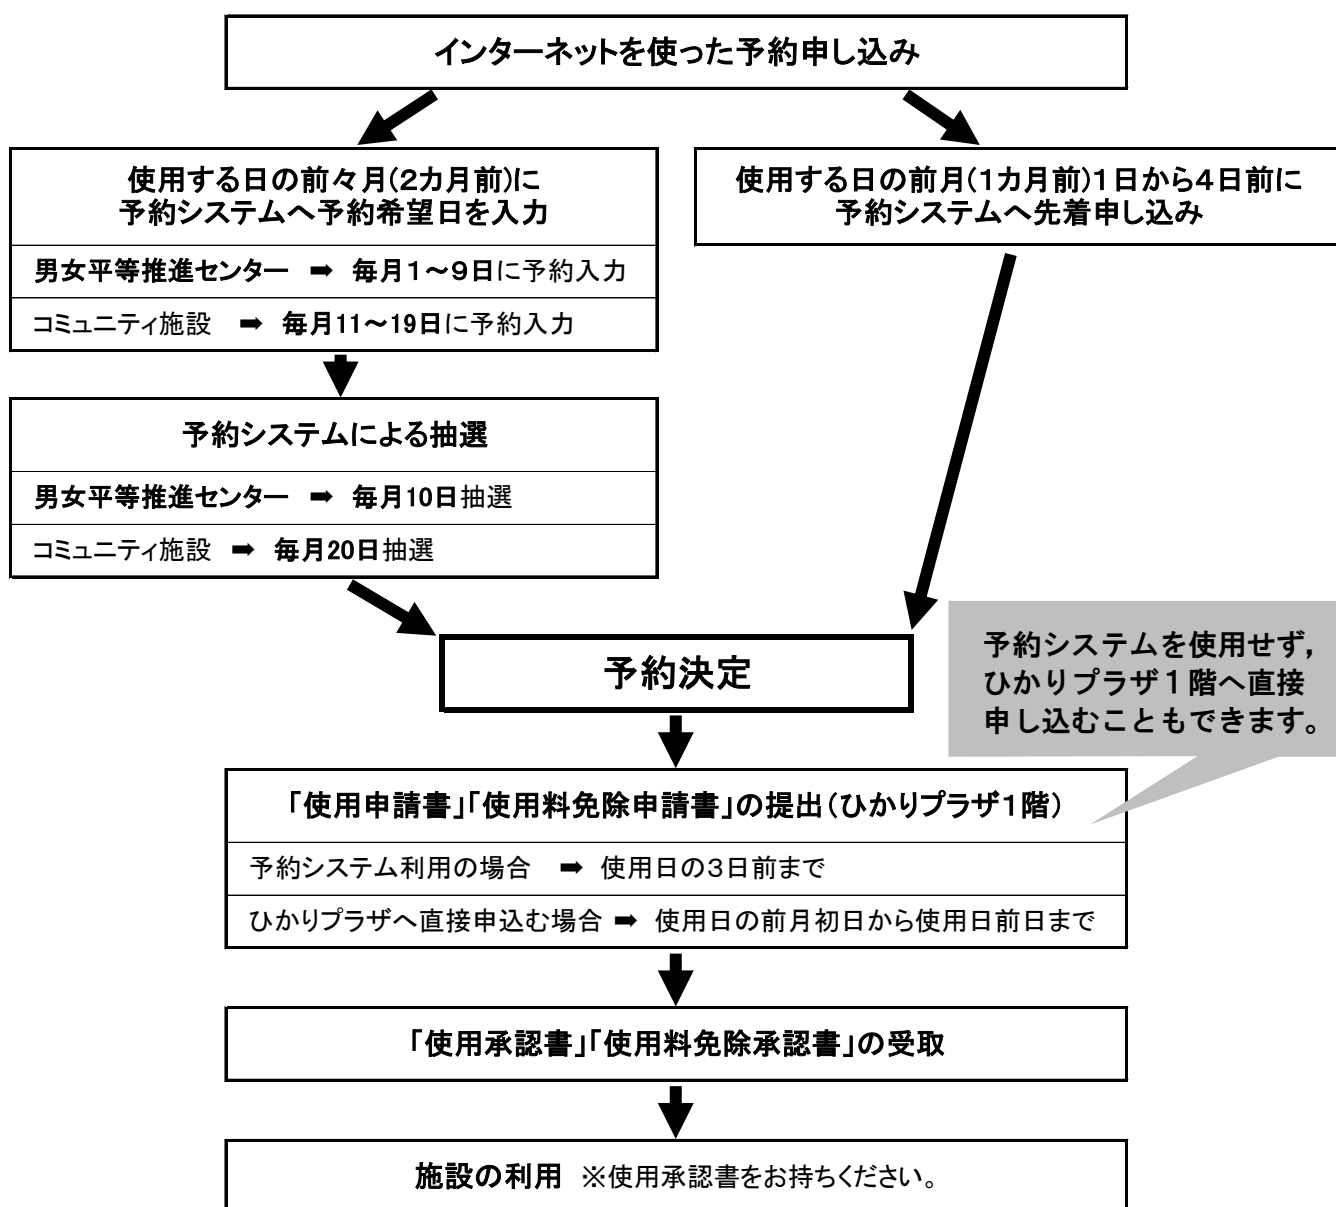 インターネットを使った予約申し込み
使用する日の前々月(2カ月前)に
予約システムへ予約希望日を入力
男女平等推進センター ➡ 毎月1～9日に予約入力
コミュニティ施設 ➡ 毎月11～19日に予約入力
使用する日の前月(1カ月前)1日から4日前に
予約システムへ先着申し込み
予約システムによる抽選
男女平等推進センター ➡ 毎月10日抽選
コミュニティ施設 ➡ 毎月20日抽選
予約決定
予約システムを使用せず，
ひかりプラザ1階へ直接
申し込むこともできます。
「使用申請書」「使用料免除申請書」の提出（ひかりプラザ1階）
予約システム利用の場合 ➡ 使用日の3日前まで
ひかりプラザへ直接申込む場合 ➡ 使用日の前月初日から使用日前日まで
「使用承認書」「使用料免除承認書」の受取
施設の利用 ※使用承認書をお持ちください。